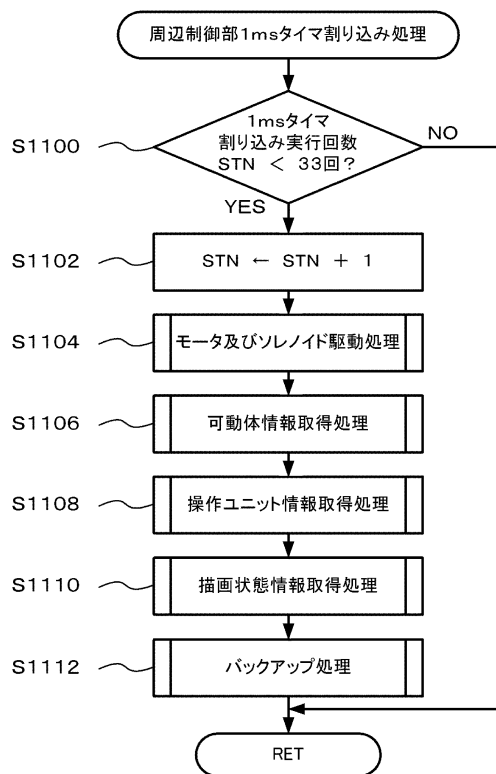 周辺制御部1msタイマ割り込み処理
S1100
1msタイマ
割り込み実行回数
STN < 33回?
NO
YES
S1102
STN ← STN + 1
S1104
モータ及びソレノイド駆動処理
S1106
可動体情報取得処理
S1108
操作ユニット情報取得処理
S1110
描画状態情報取得処理
S1112
バックアップ処理
RET